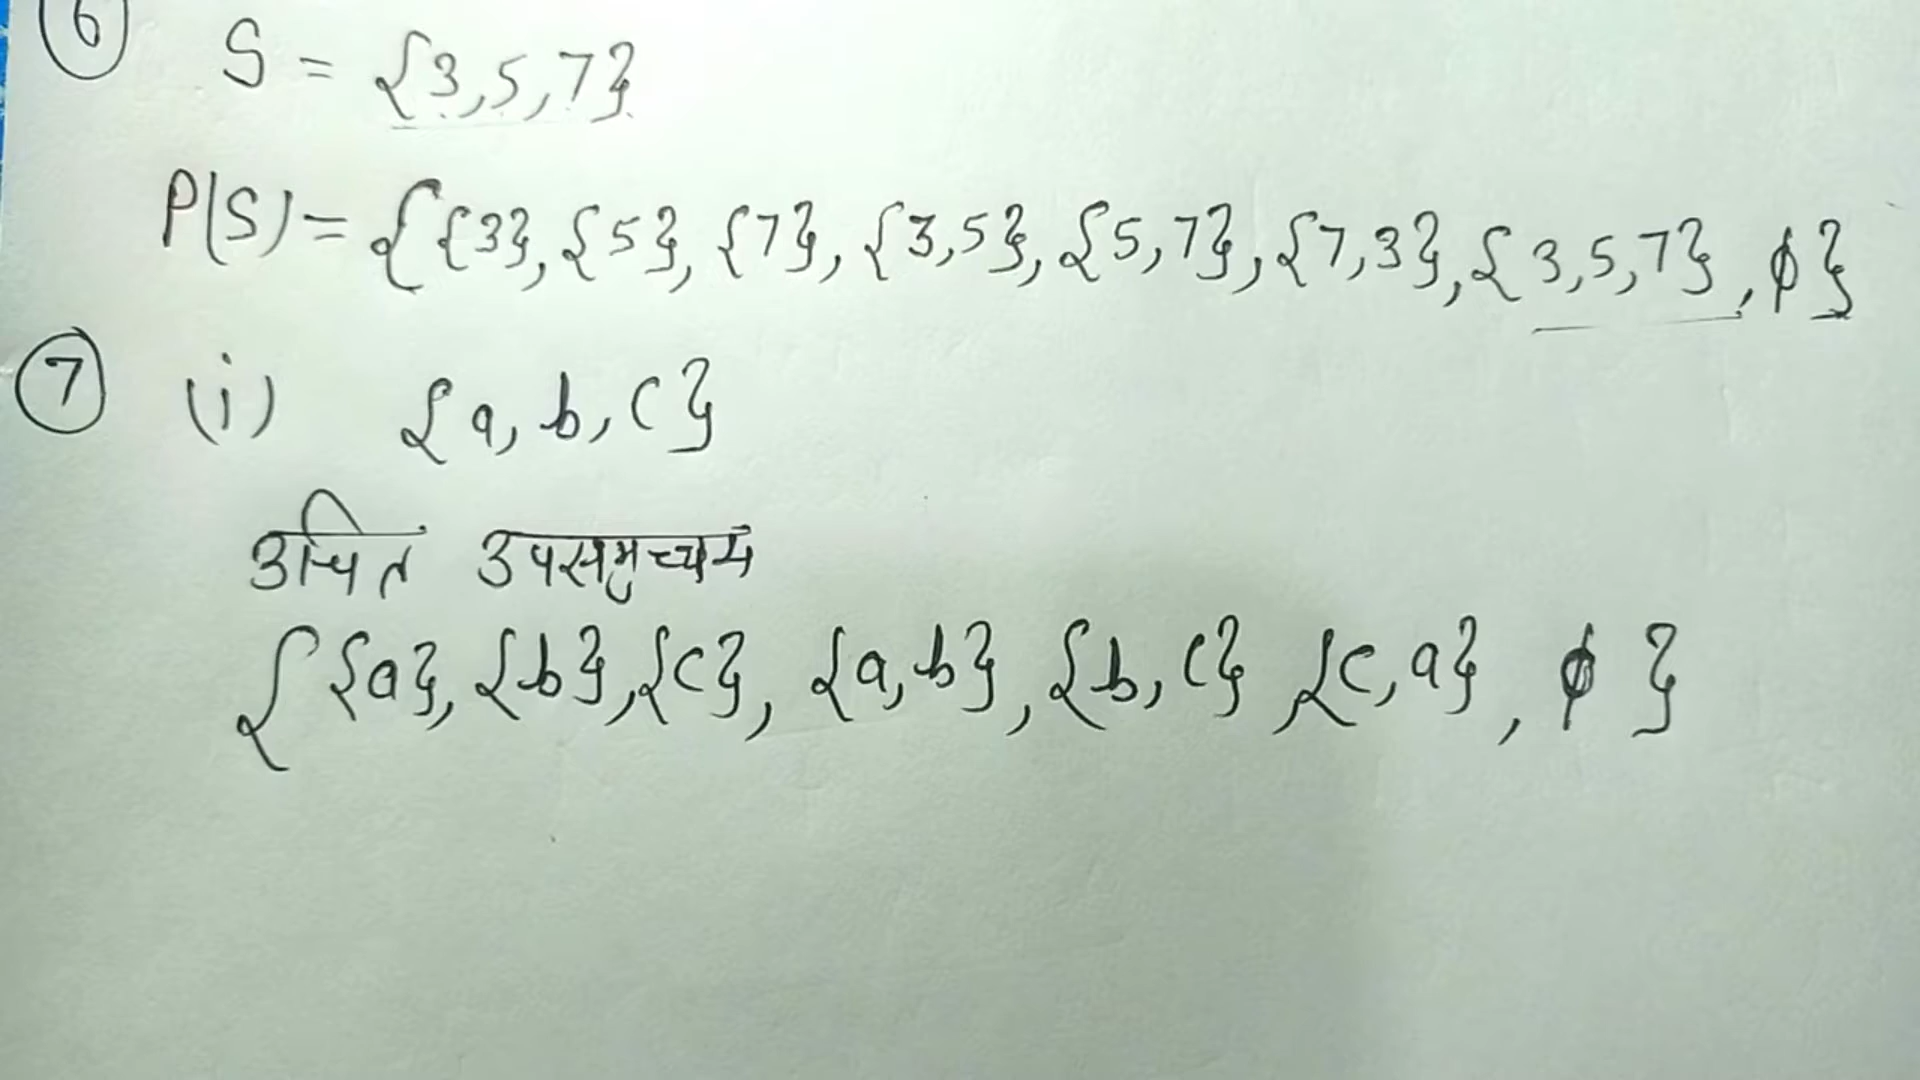 6 S = {3,5,7}
P(S) = {{3}, {5}, {7}, {3,5}, {5,7}, {7,3}, {3,5,7}, ϕ}
7 (i) {a, b, c}
उचित उपसमुच्चय
{{a}, {b}, {c}, {a,b}, {b, c}, {c, a}, ϕ }